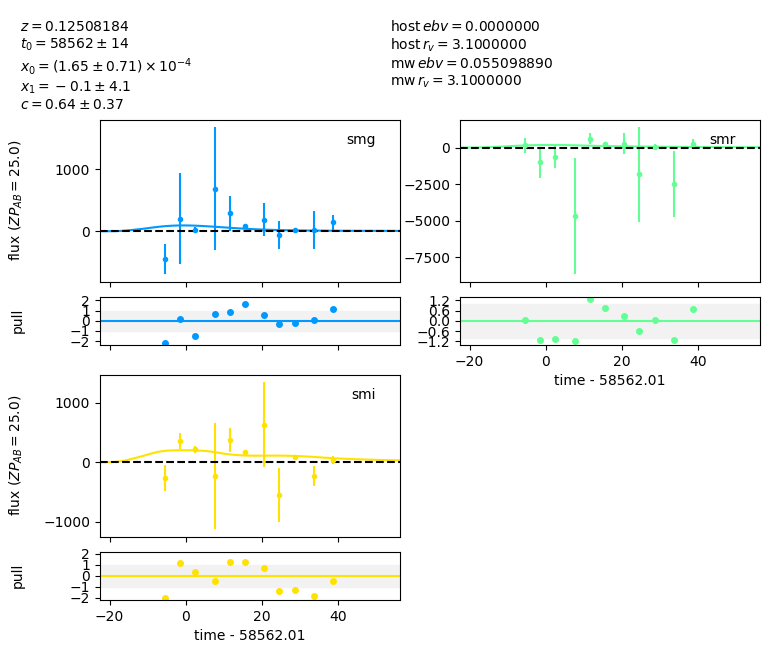 z = 0.12508184
t₀ = 58562 ± 14
x₀ = (1.65 ± 0.71) × 10⁻⁴
x₁ = −0.1 ± 4.1
c = 0.64 ± 0.37
host ebv = 0.0000000
host r_v = 3.1000000
mw ebv = 0.055098890
mw r_v = 3.1000000
smg
flux (ZP_AB = 25.0)
1000
0
pull
2
1
0
−1
−2
smr
0
−2500
−5000
−7500
1.2
0.6
0.0
−0.6
−1.2
−20 0 20 40
time - 58562.01
smi
flux (ZP_AB = 25.0)
1000
0
−1000
pull
2
1
0
−1
−2
−20 0 20 40
time - 58562.01